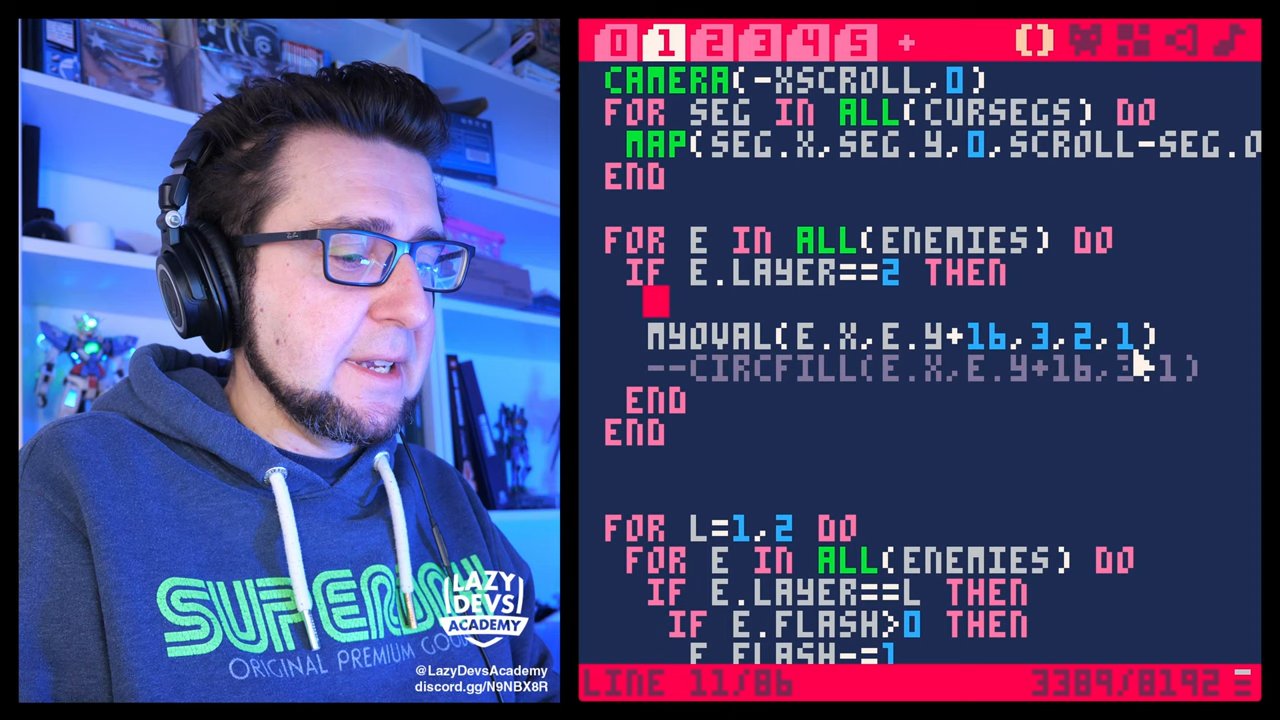 0 1 2 3 4 5 +
CAMERA(-XSCROLL,0)
FOR SEG IN ALL(CURSEGS) DO
MAP(SEG.X,SEG.Y,0,SCROLL-SEG.O
END
FOR E IN ALL(ENEMIES) DO
IF E.LAYER==2 THEN
MYOVAL(E.X,E.Y+16,3,2,1)
--CIRCFILL(E.X,E.Y+16,3,1)
END
END
FOR L=1,2 DO
FOR E IN ALL(ENEMIES) DO
IF E.LAYER==L THEN
IF E.FLASH>0 THEN
E.FLASH-=1
LINE 11/86
3389/8192
ORIGINAL PREMIUM
LAZY
DEVS
ACADEMY
@LazyDevsAcademy
discord.gg/N9NBX8R